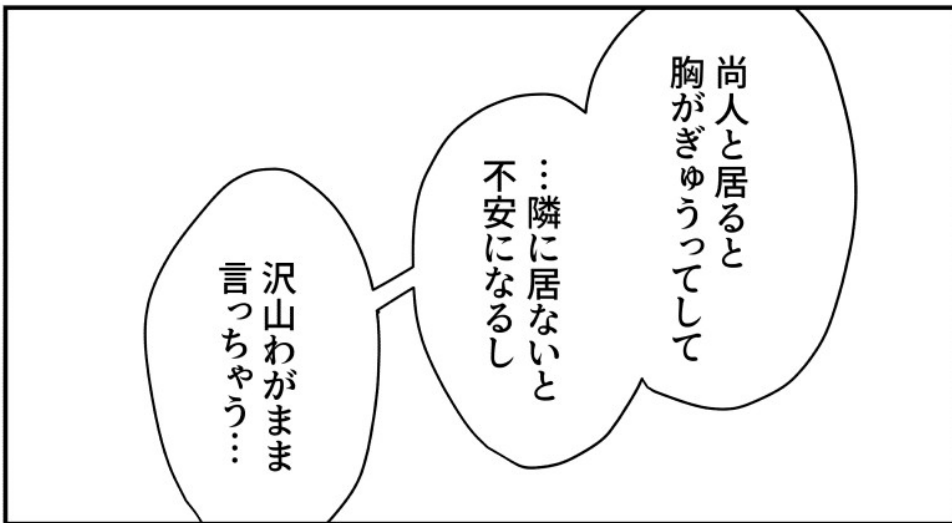 尚人と居ると
胸がぎゅうってして
…隣に居ないと
不安になるし
沢山わがまま
言っちゃう…